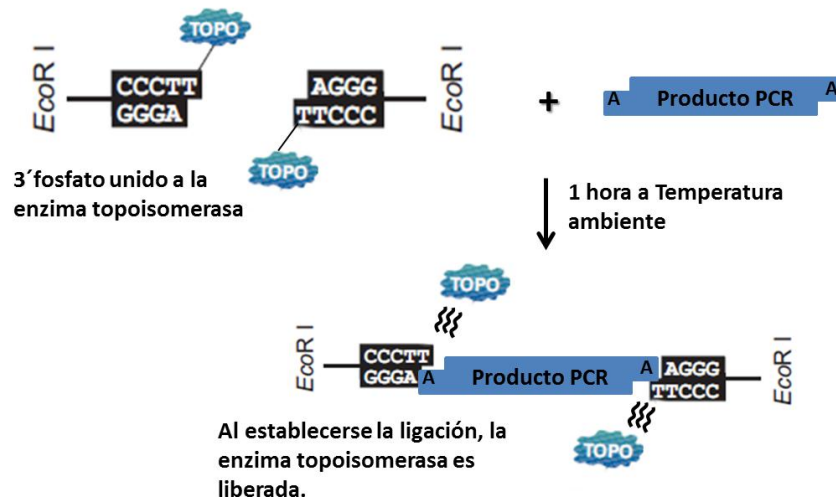 TOPO
EcoR I
CCCTT
GGGA
AGGG
TTCCC
EcoR I
TOPO
+
A Producto PCR A
3´fosfato unido a la
enzima topoisomerasa
1 hora a Temperatura
ambiente
TOPO
EcoR I
CCCTT
GGGA
A Producto PCR A
AGGG
TTCCC
EcoR I
TOPO
Al establecerse la ligación, la
enzima topoisomerasa es
liberada.